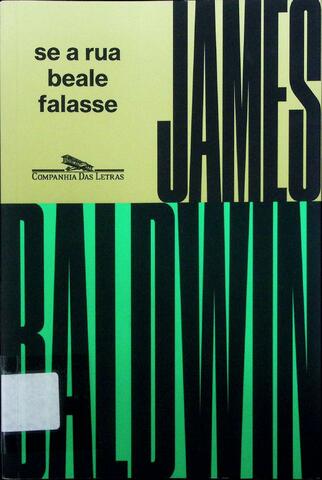 se a rua
beale
falasse
COMPANHIA DAS LETRAS
JAMES
BALDWIN